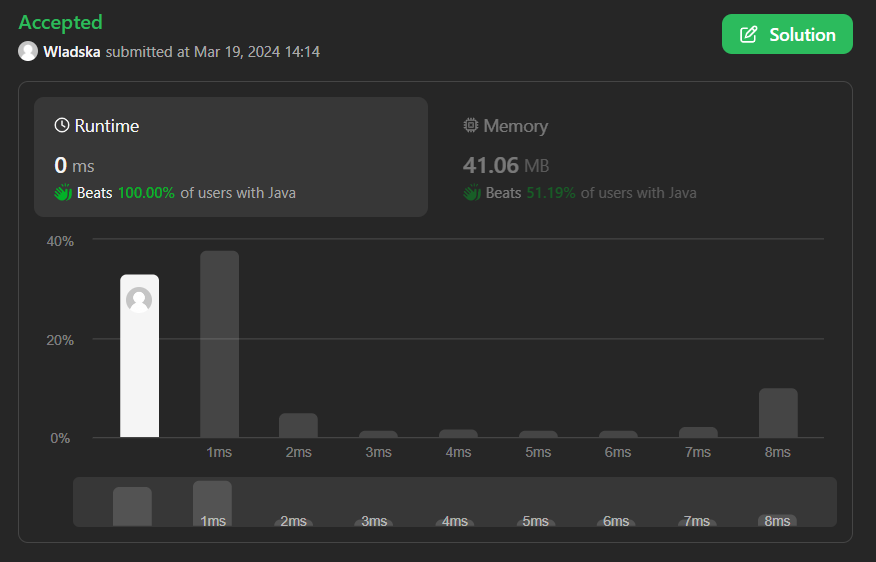 Accepted
Wladska submitted at Mar 19, 2024 14:14
Solution
Runtime
0 ms
Beats 100.00% of users with Java
Memory
41.06 MB
Beats 51.19% of users with Java
40%
20%
0%
1ms 2ms 3ms 4ms 5ms 6ms 7ms 8ms
1ms 2ms 3ms 4ms 5ms 6ms 7ms 8ms